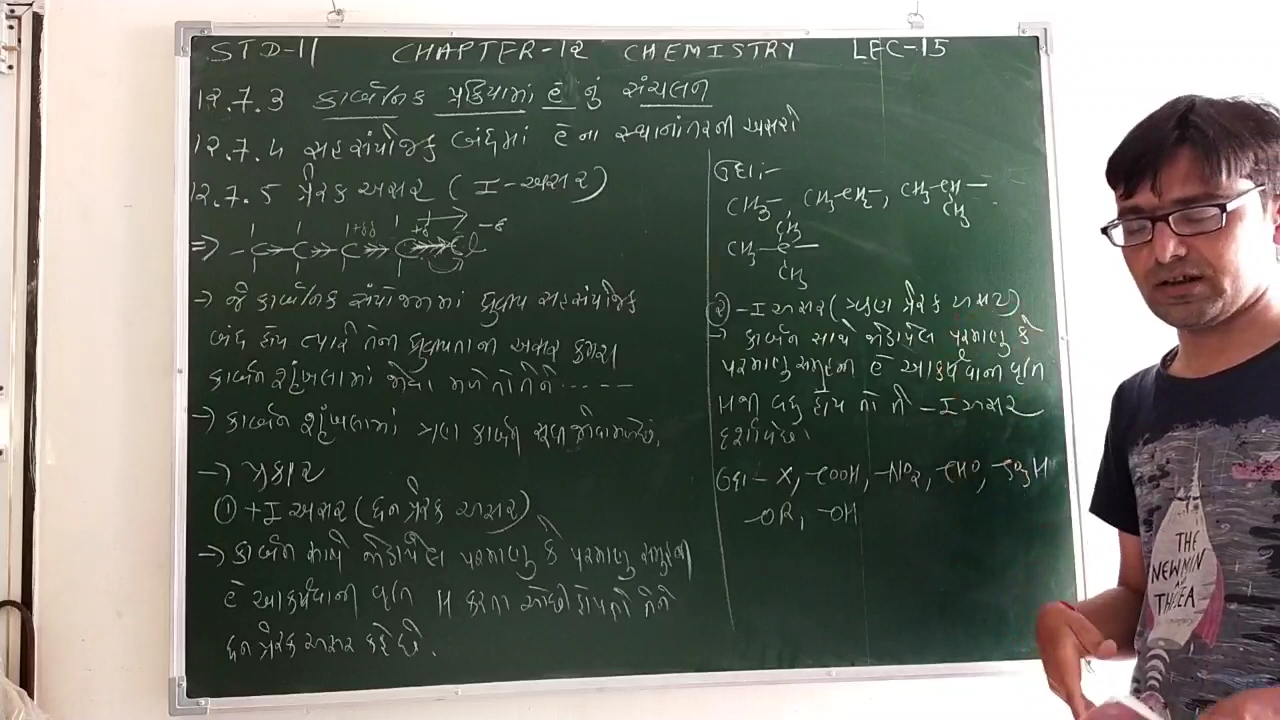 STD-11 CHAPTER-12 CHEMISTRY LEC-15
12.7.3 કાર્બનિક પ્રક્રિયામાં ē નું સંચલન
12.7.4 સહસંયોજક બંધમાં ē ના સ્થાનાંતરની અસરો
12.7.5 પ્રેરક અસર (I-અસર)
→ જે કાર્બનિક સંયોજનમાં ધ્રુવીય સહસંયોજક
બંધ હોય ત્યારે તેની ધ્રુવીયતાની અસર ક્રમશ
કાર્બન શૃંખલામાં જોવા મળે તો તેને ------
→ કાર્બન શૃંખલામાં ત્રણ કાર્બન સુધી જોવા મળે છે.
→ પ્રકાર
① +I અસર (ધન પ્રેરક અસર)
→ કાર્બન સાથે જોડાયેલ પરમાણુ કે પરમાણુ સમુહની
ē આકર્ષવાની વૃત્તિ H કરતા ઓછી હોય તો તેને
ધન પ્રેરક અસર કહે છે.
ઉદા:-
CH3-, CH3-CH2-, CH3-CH-
CH3
CH3
CH3-C-
CH3
② -I અસર (ઋણ પ્રેરક અસર)
→ કાર્બન સાથે જોડાયેલ પરમાણુ કે
પરમાણુ સમુહની ē આકર્ષવાની વૃત્તિ
વધુ હોય તો તે -I અસર
દર્શાવે છે.
ઉદા:- X, -COOH, -NO2, -CHO, -SO3H
-OR, -OH
THE
NEWMIN